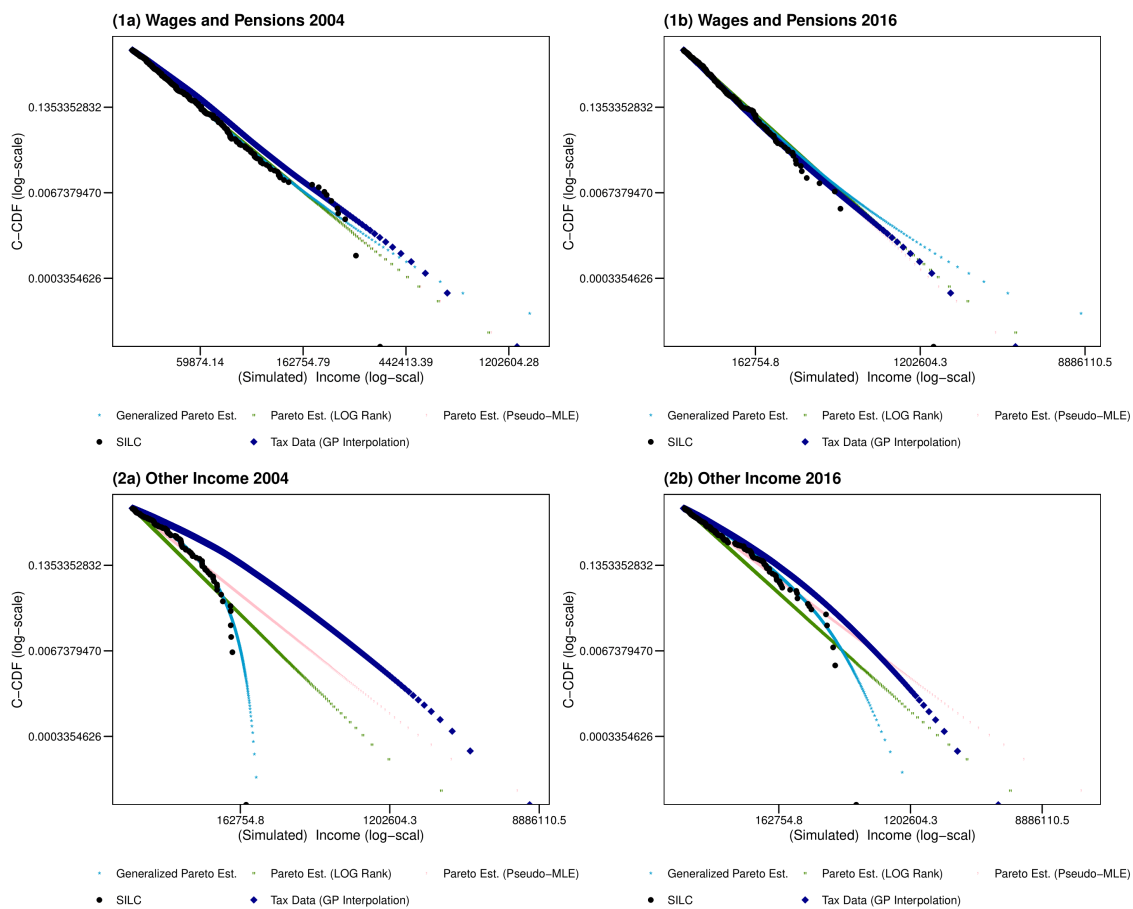 (1a) Wages and Pensions 2004
C−CDF (log−scale)
0.1353352832
0.0067379470
0.0003354626
59874.14 162754.79 442413.39 1202604.28
(Simulated) Income (log−scal)
Generalized Pareto Est. Pareto Est. (LOG Rank) Pareto Est. (Pseudo−MLE)
SILC Tax Data (GP Interpolation)
(1b) Wages and Pensions 2016
C−CDF (log−scale)
0.1353352832
0.0067379470
0.0003354626
162754.8 1202604.3 8886110.5
(Simulated) Income (log−scal)
Generalized Pareto Est. Pareto Est. (LOG Rank) Pareto Est. (Pseudo−MLE)
SILC Tax Data (GP Interpolation)
(2a) Other Income 2004
C−CDF (log−scale)
0.1353352832
0.0067379470
0.0003354626
162754.8 1202604.3 8886110.5
(Simulated) Income (log−scal)
Generalized Pareto Est. Pareto Est. (LOG Rank) Pareto Est. (Pseudo−MLE)
SILC Tax Data (GP Interpolation)
(2b) Other Income 2016
C−CDF (log−scale)
0.1353352832
0.0067379470
0.0003354626
162754.8 1202604.3 8886110.5
(Simulated) Income (log−scal)
Generalized Pareto Est. Pareto Est. (LOG Rank) Pareto Est. (Pseudo−MLE)
SILC Tax Data (GP Interpolation)